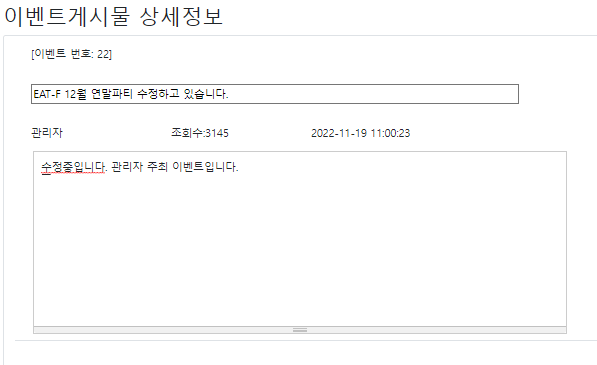 이벤트게시물 상세정보
[이벤트 번호: 22]
EAT-F 12월 연말파티 수정하고 있습니다.
관리자 조회수:3145 2022-11-19 11:00:23
수정중입니다. 관리자 주최 이벤트입니다.